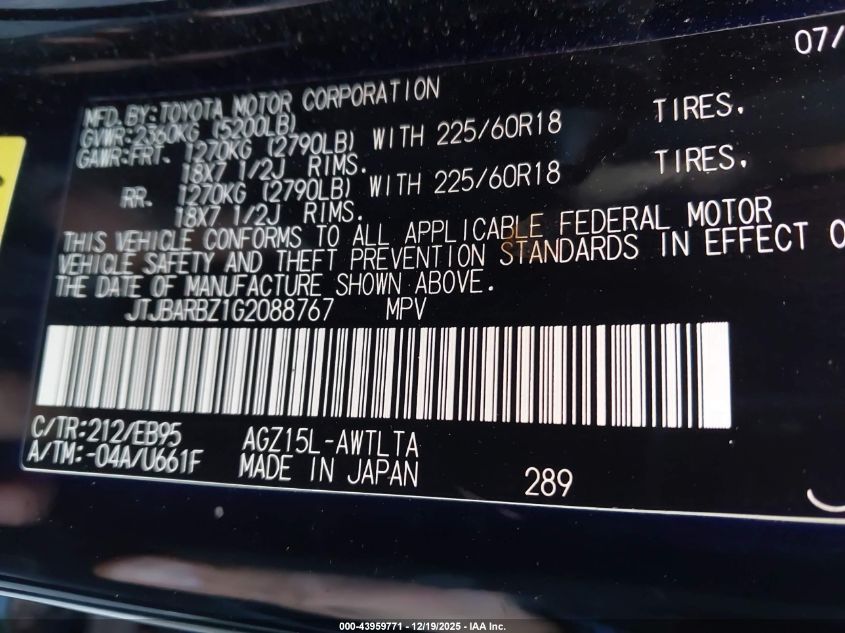 07/
MFD. BY: TOYOTA MOTOR CORPORATION
GVWR: 2360KG (5200LB)
GAWR: FRT. 1270KG (2790LB) WITH 225/60R18 TIRES,
18X7 1/2J RIMS.
RR. 1270KG (2790LB) WITH 225/60R18 TIRES,
18X7 1/2J RIMS.
THIS VEHICLE CONFORMS TO ALL APPLICABLE FEDERAL MOTOR
VEHICLE SAFETY AND THEFT PREVENTION STANDARDS IN EFFECT O
THE DATE OF MANUFACTURE SHOWN ABOVE.
JTJBARBZ1G2088767 MPV
C/TR:212/EB95 AGZ15L-AWTLTA
A/TM:-04A/U661F MADE IN JAPAN 289
000-43959771 - 12/19/2025 - IAA Inc.